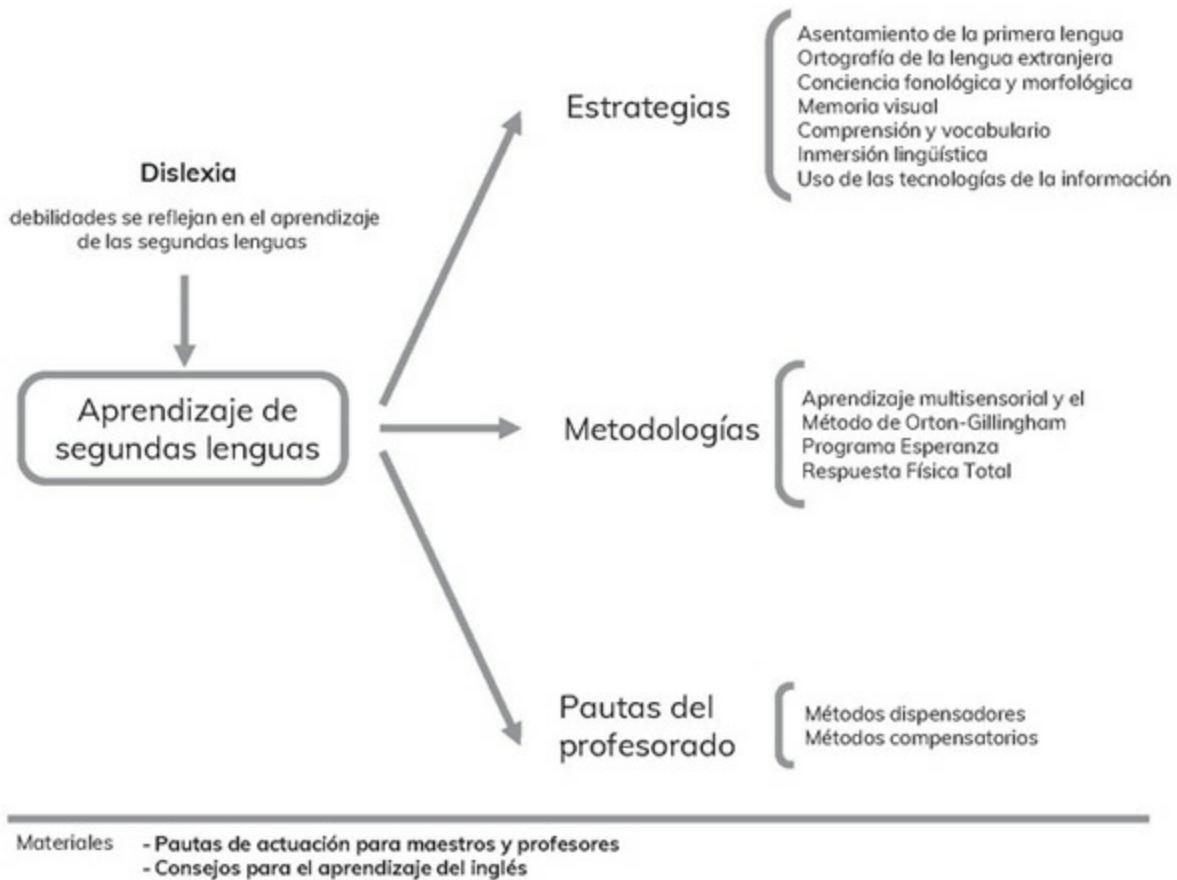 Dislexia
debilidades se reflejan en el aprendizaje
de las segundas lenguas
Aprendizaje de
segundas lenguas
Estrategias
Asentamiento de la primera lengua
Ortografía de la lengua extranjera
Conciencia fonológica y morfológica
Memoria visual
Comprensión y vocabulario
Inmersión lingüística
Uso de las tecnologías de la información
Metodologías
Aprendizaje multisensorial y el
Método de Orton-Gillingham
Programa Esperanza
Respuesta Física Total
Pautas del
profesorado
Métodos dispensadores
Métodos compensatorios
Materiales - Pautas de actuación para maestros y profesores
- Consejos para el aprendizaje del inglés